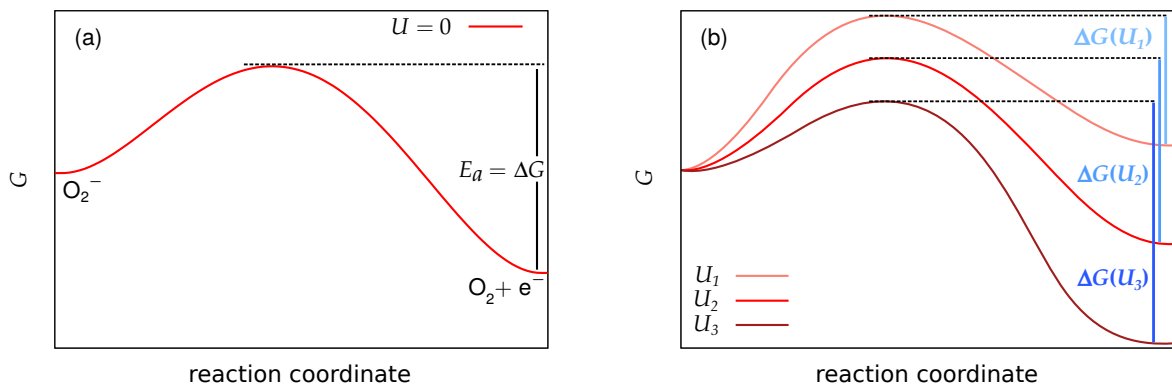 (a)
U = 0
G
O₂⁻
Eₐ = ΔG
O₂+ e⁻
reaction coordinate
(b)
ΔG(U₁)
G
ΔG(U₂)
ΔG(U₃)
U₁
U₂
U₃
reaction coordinate